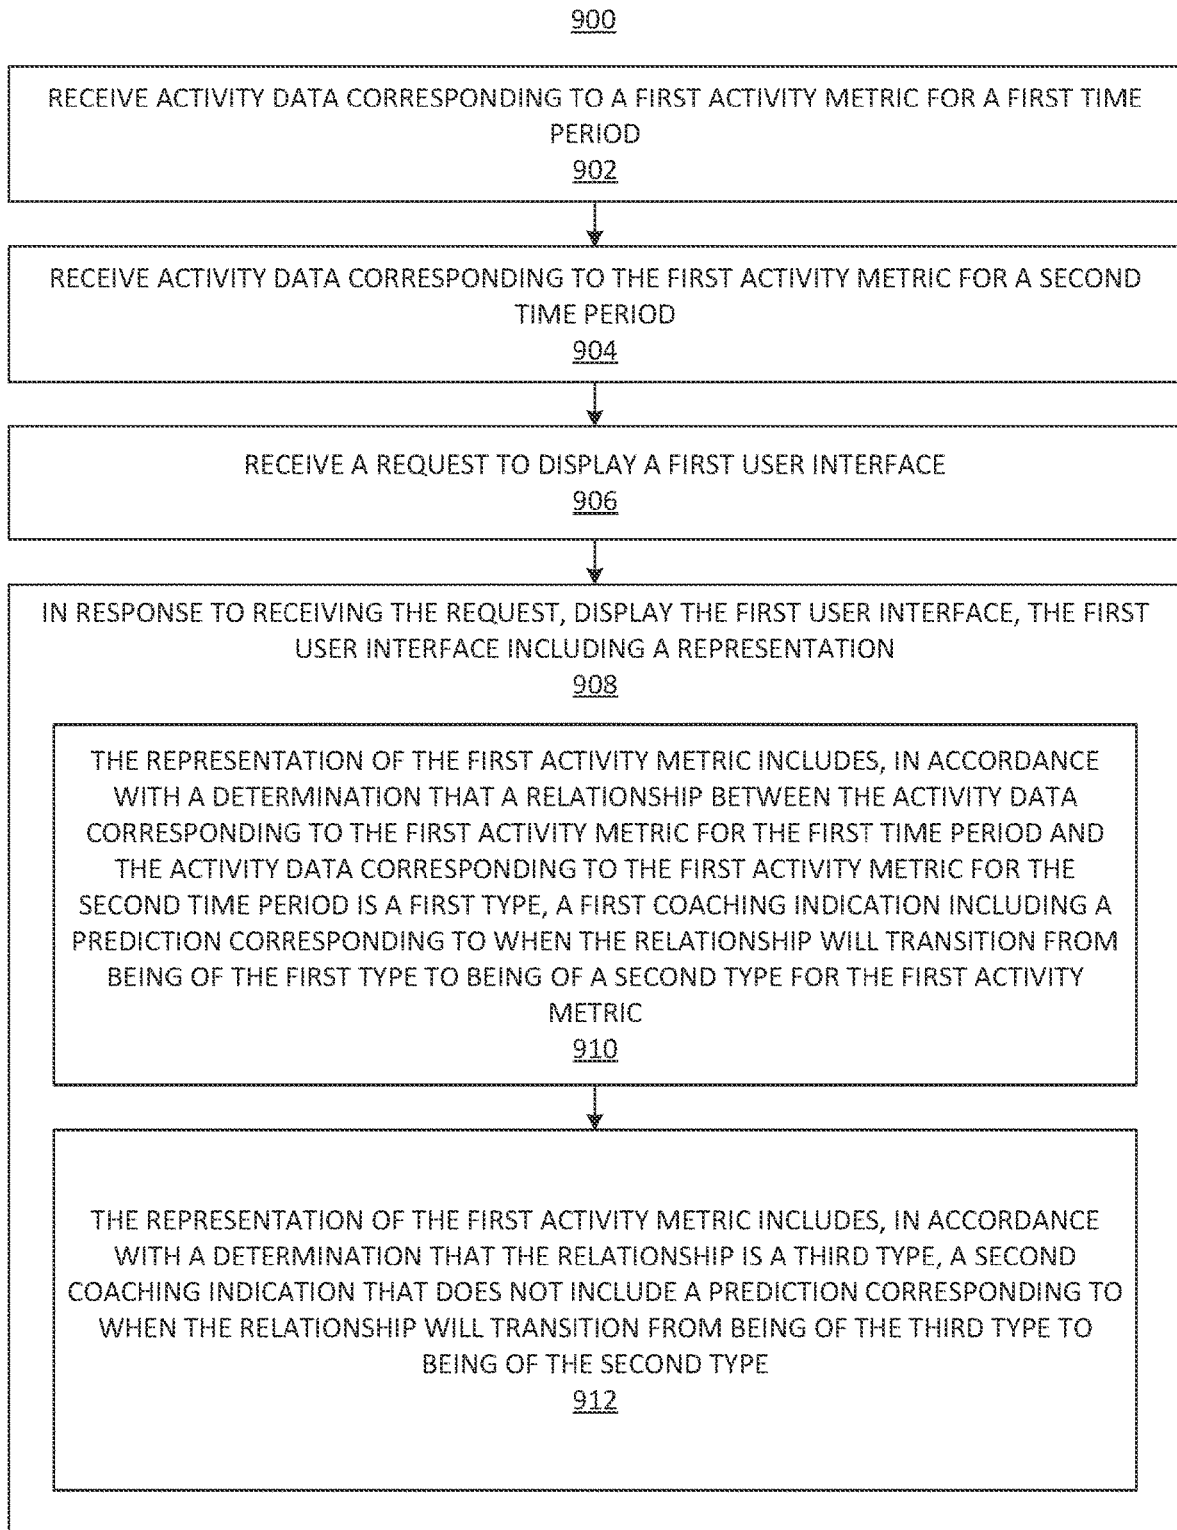 900
RECEIVE ACTIVITY DATA CORRESPONDING TO A FIRST ACTIVITY METRIC FOR A FIRST TIME
PERIOD
902
RECEIVE ACTIVITY DATA CORRESPONDING TO THE FIRST ACTIVITY METRIC FOR A SECOND
TIME PERIOD
904
RECEIVE A REQUEST TO DISPLAY A FIRST USER INTERFACE
906
IN RESPONSE TO RECEIVING THE REQUEST, DISPLAY THE FIRST USER INTERFACE, THE FIRST
USER INTERFACE INCLUDING A REPRESENTATION
908
THE REPRESENTATION OF THE FIRST ACTIVITY METRIC INCLUDES, IN ACCORDANCE
WITH A DETERMINATION THAT A RELATIONSHIP BETWEEN THE ACTIVITY DATA
CORRESPONDING TO THE FIRST ACTIVITY METRIC FOR THE FIRST TIME PERIOD AND
THE ACTIVITY DATA CORRESPONDING TO THE FIRST ACTIVITY METRIC FOR THE
SECOND TIME PERIOD IS A FIRST TYPE, A FIRST COACHING INDICATION INCLUDING A
PREDICTION CORRESPONDING TO WHEN THE RELATIONSHIP WILL TRANSITION FROM
BEING OF THE FIRST TYPE TO BEING OF A SECOND TYPE FOR THE FIRST ACTIVITY
METRIC
910
THE REPRESENTATION OF THE FIRST ACTIVITY METRIC INCLUDES, IN ACCORDANCE
WITH A DETERMINATION THAT THE RELATIONSHIP IS A THIRD TYPE, A SECOND
COACHING INDICATION THAT DOES NOT INCLUDE A PREDICTION CORRESPONDING TO
WHEN THE RELATIONSHIP WILL TRANSITION FROM BEING OF THE THIRD TYPE TO
BEING OF THE SECOND TYPE
912